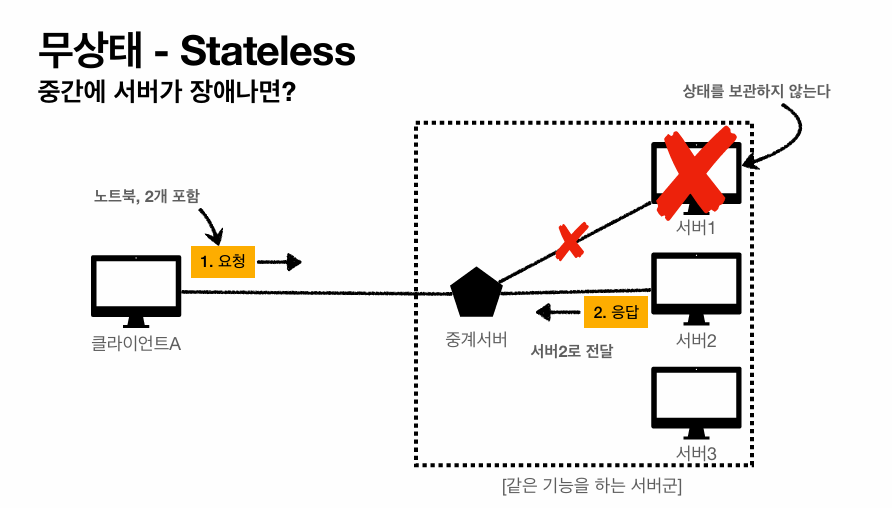 무상태 - Stateless
중간에 서버가 장애나면?
상태를 보관하지 않는다
노트북, 2개 포함
1. 요청
클라이언트A
중계서버
서버1
2. 응답
서버2로 전달
서버2
서버3
[같은 기능을 하는 서버군]